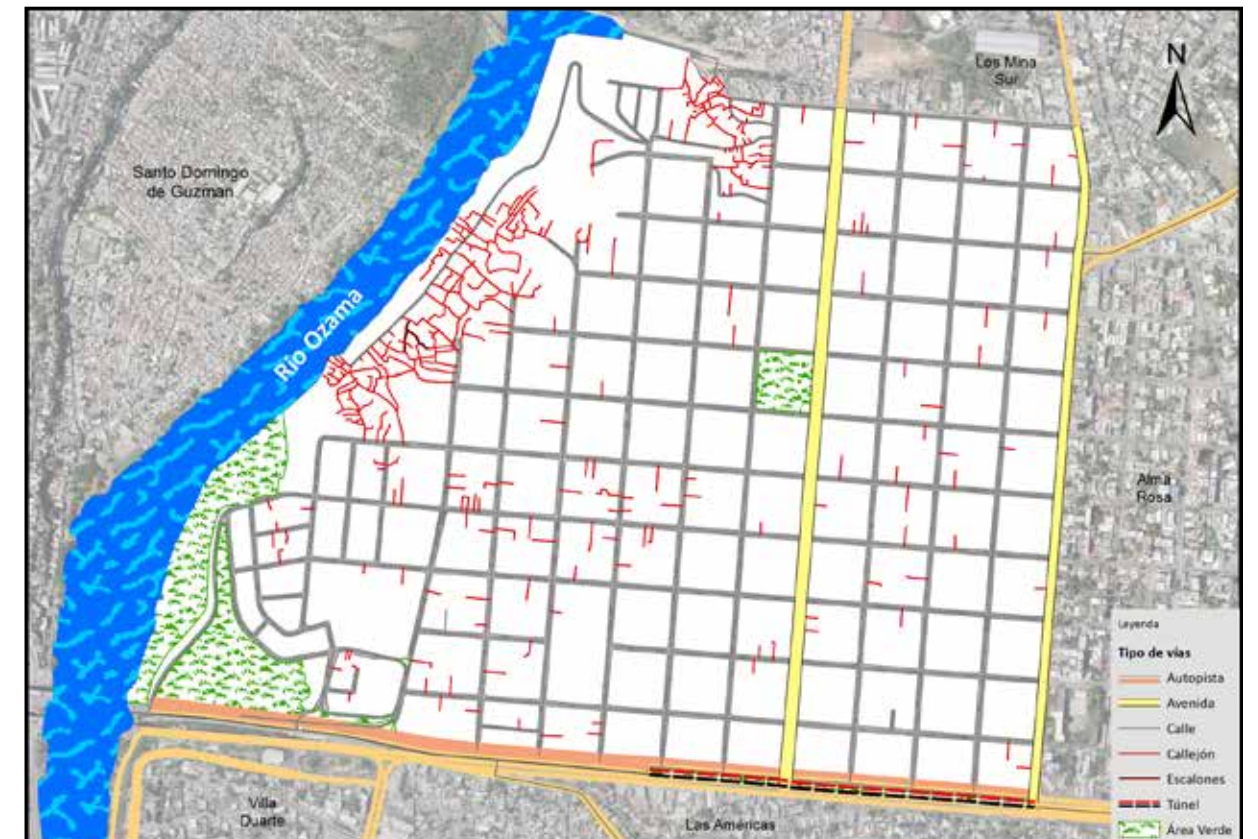 N
Los Mina
Sur
Santo Domingo
de Guzman
Rio Ozama
Alma
Rosa
Villa
Duarte
Las Américas
Leyenda
Tipo de vías
Autopista
Avenida
Calle
Callejón
Escalones
Túnel
Área Verde